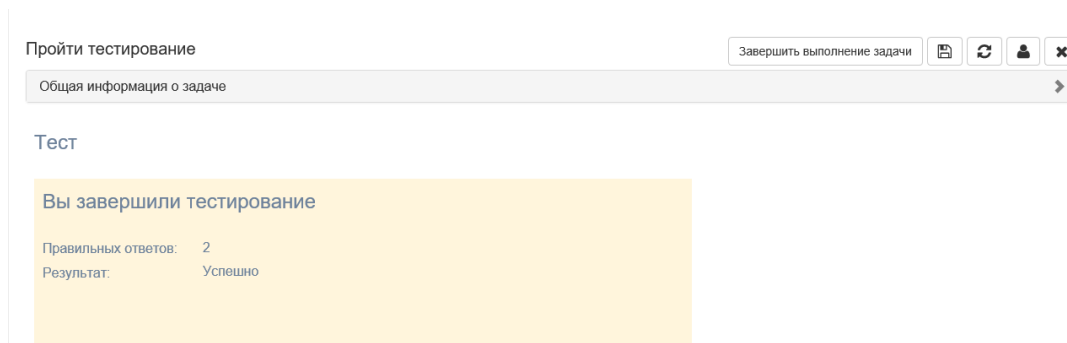 Пройти тестирование
Завершить выполнение задачи
Общая информация о задаче
Тест
Вы завершили тестирование
Правильных ответов: 2
Результат: Успешно